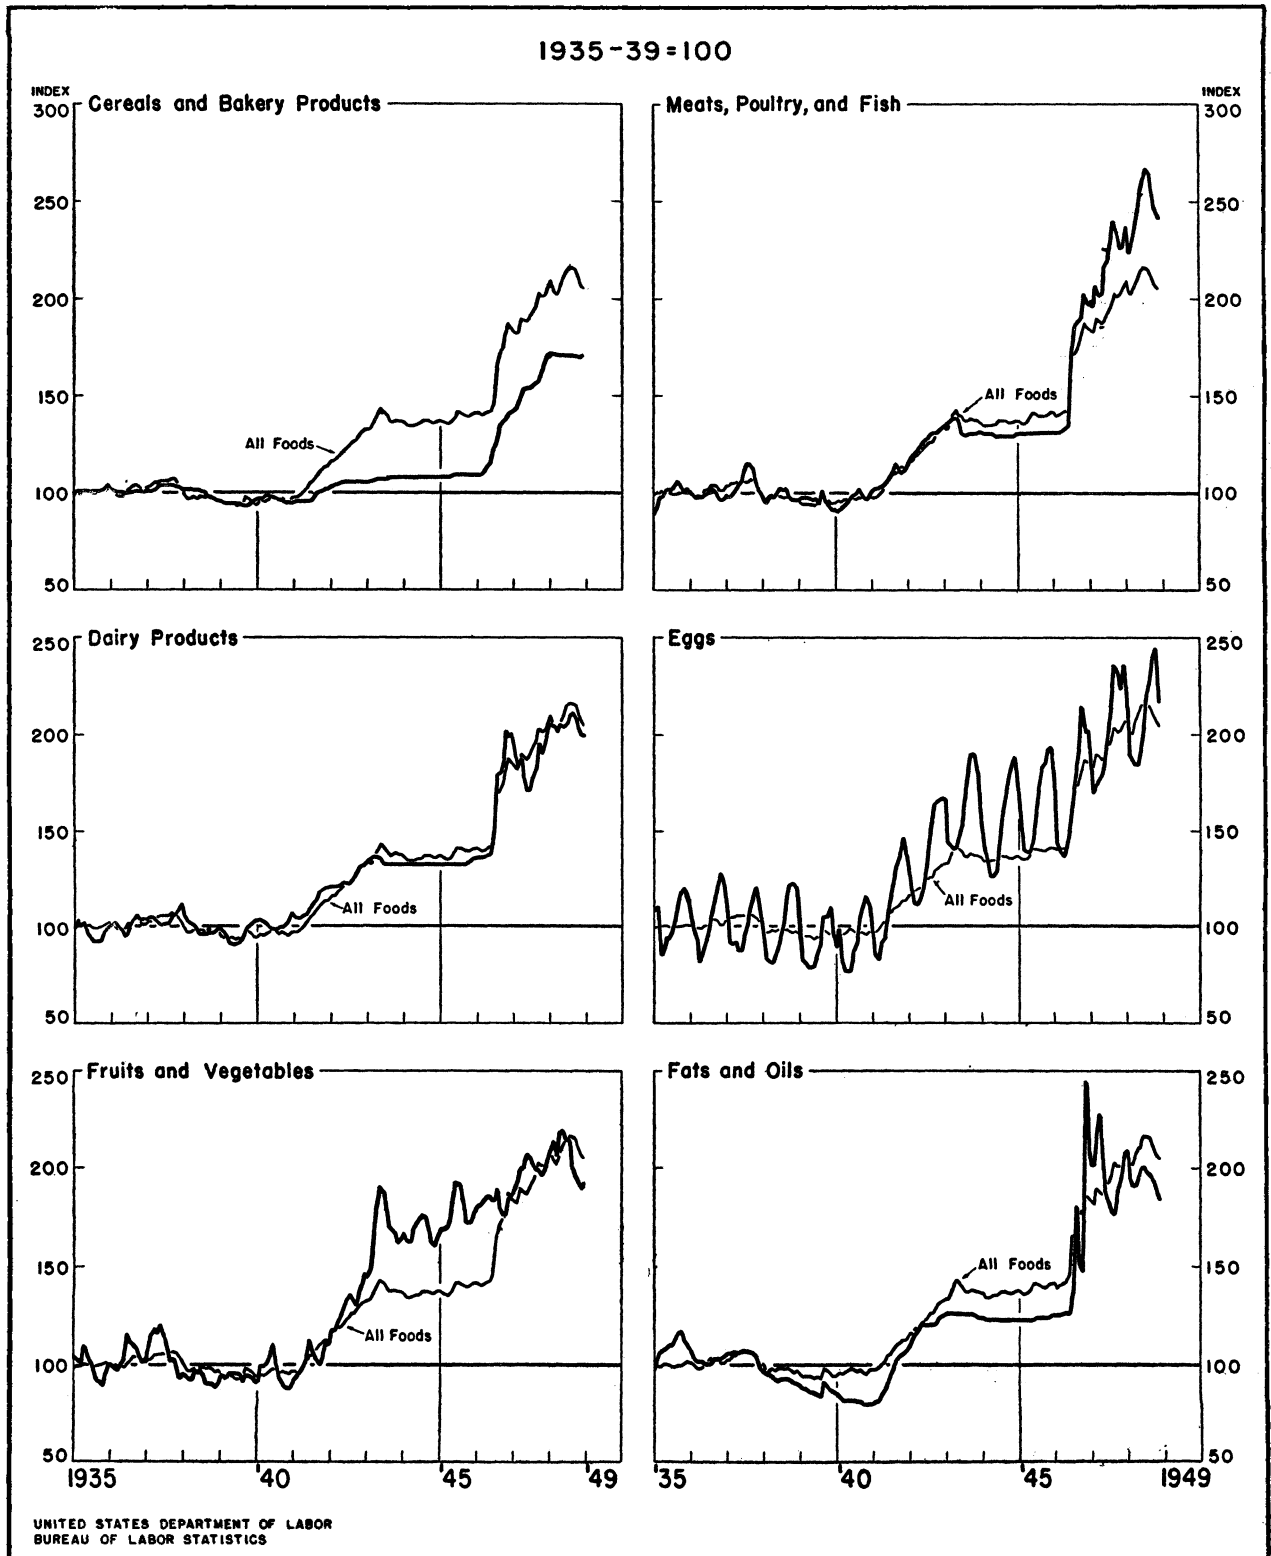 1935-39=100
INDEX
300
250
200
150
100
50
Cereals and Bakery Products
All Foods
Meats, Poultry, and Fish
All Foods
INDEX
300
250
200
150
100
50
250
200
150
100
50
Dairy Products
All Foods
Eggs
All Foods
250
200
150
100
50
250
200
150
100
50
Fruits and Vegetables
All Foods
1935 '40 '45 '49
Fats and Oils
All Foods
250
200
150
100
50
'35 '40 '45 1949
UNITED STATES DEPARTMENT OF LABOR
BUREAU OF LABOR STATISTICS